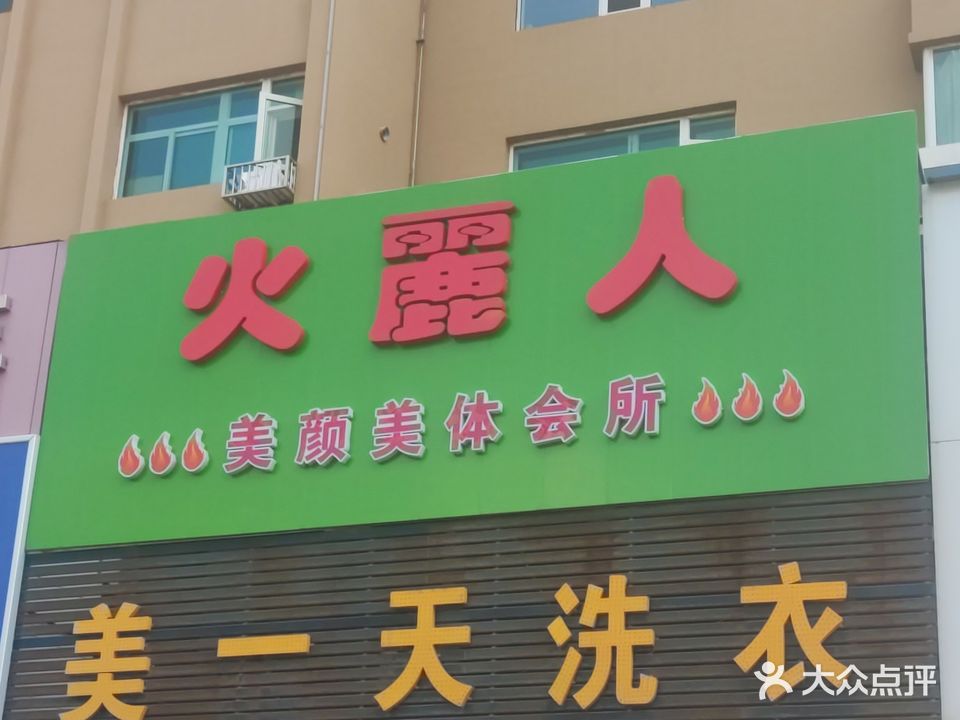 火麗人
美颜美体会所
美一天洗衣
大众点评